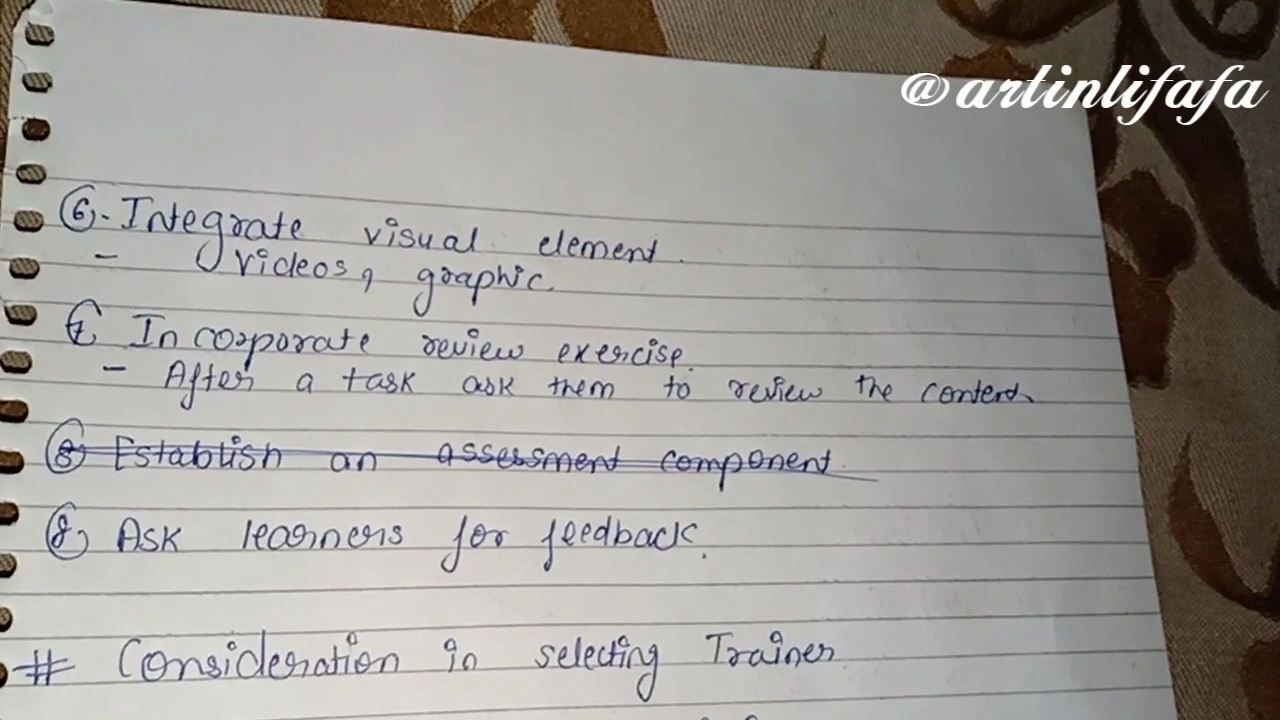 @artinlifafa
6. Integrate visual element.
- Videos, graphic.
7. Incorporate review exercise.
- After a task ask them to review the content
8. Establish an assessment component.
8. Ask learners for feedback.
# Consideration in selecting Trainer